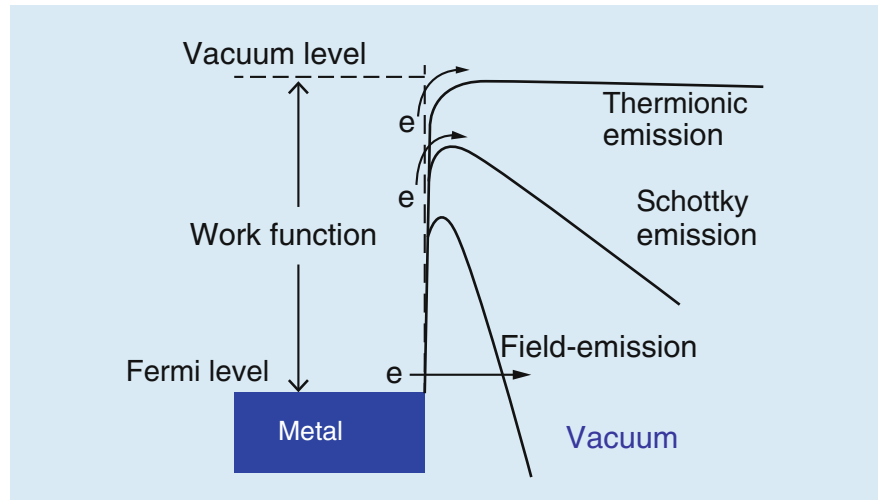 Vacuum level
e
Thermionic
emission
e
Schottky
emission
Work function
Field-emission
Fermi level
e
Metal
Vacuum